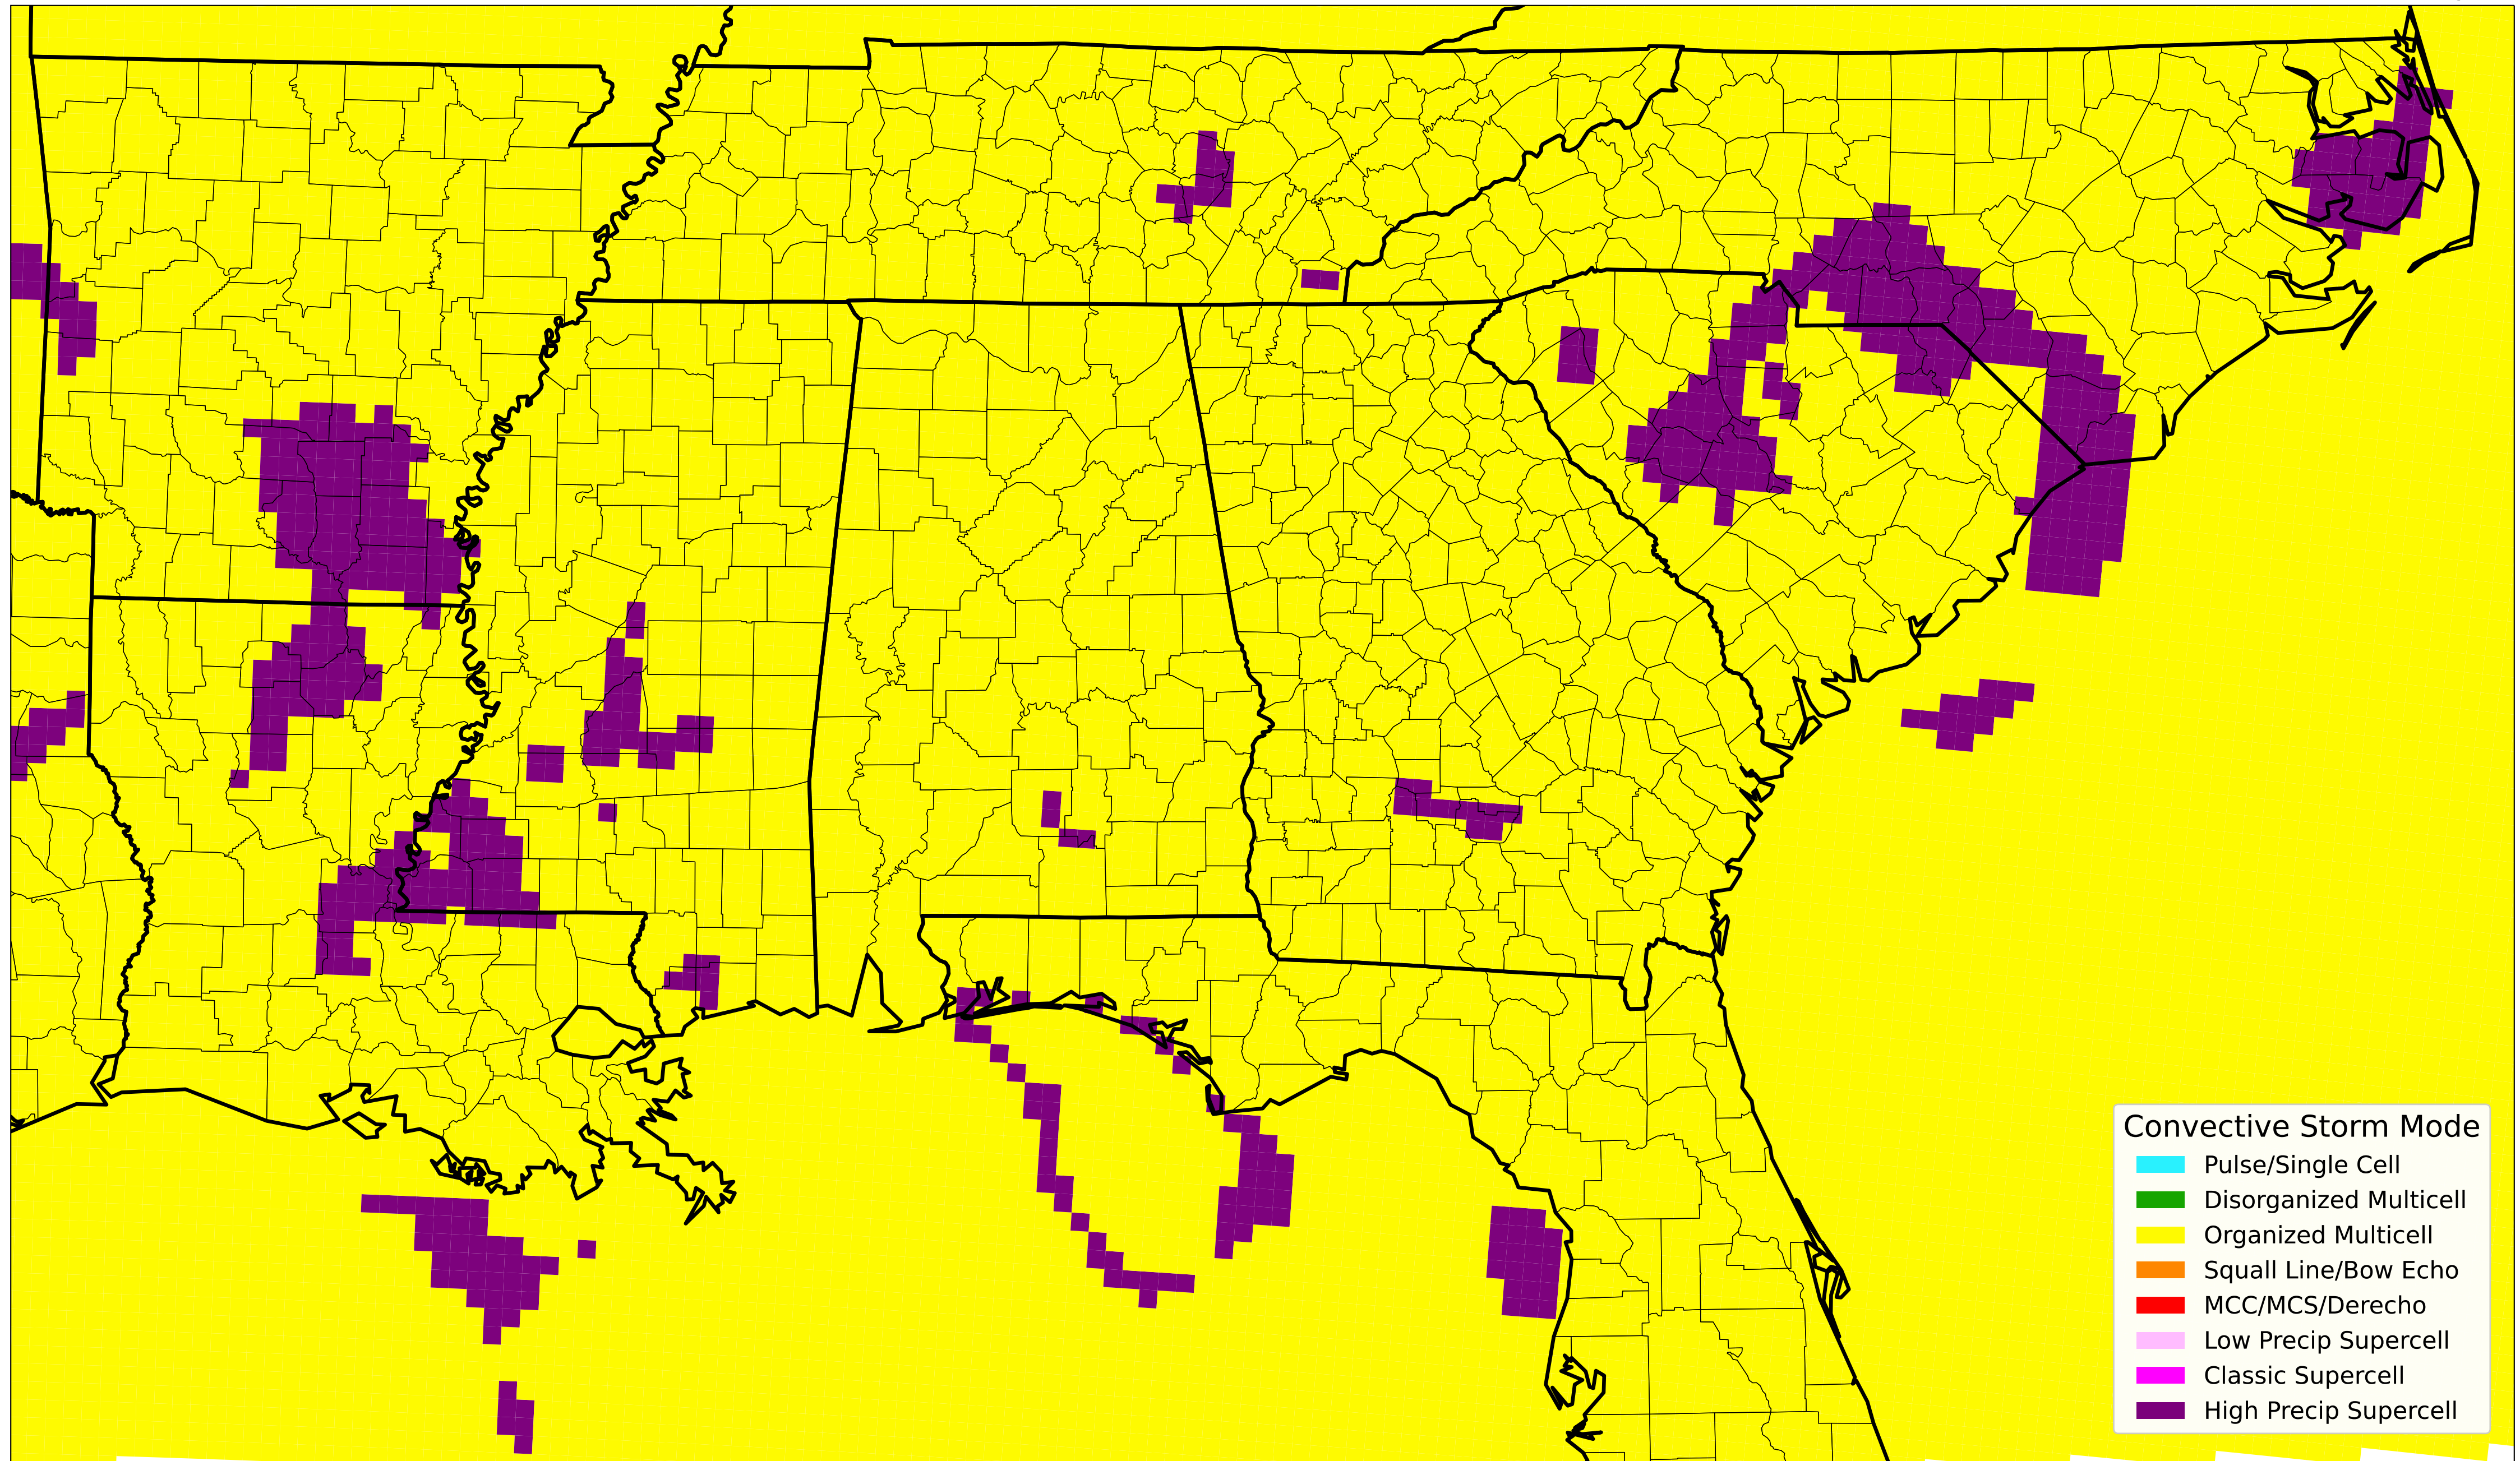 Convective Storm Mode
Pulse/Single Cell
Disorganized Multicell
Organized Multicell
Squall Line/Bow Echo
MCC/MCS/Derecho
Low Precip Supercell
Classic Supercell
High Precip Supercell